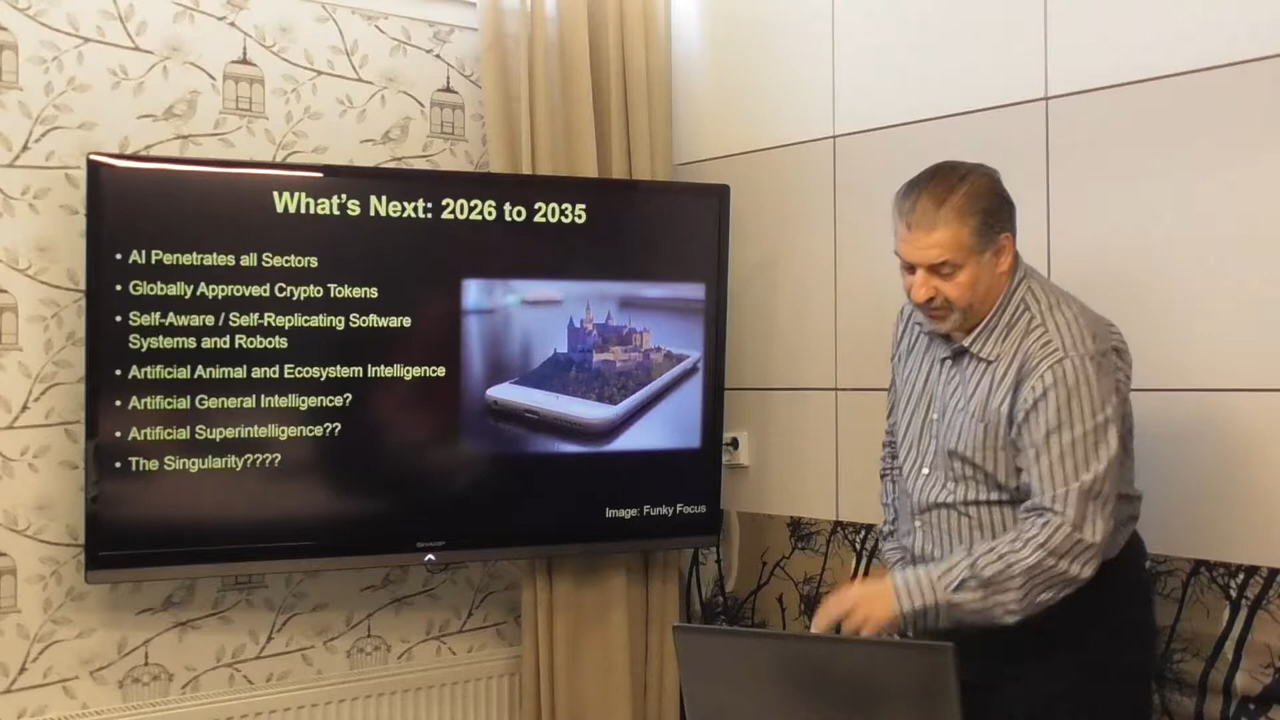 What's Next: 2026 to 2035
• AI Penetrates all Sectors
• Globally Approved Crypto Tokens
• Self-Aware / Self-Replicating Software
Systems and Robots
• Artificial Animal and Ecosystem Intelligence
• Artificial General Intelligence?
• Artificial Superintelligence??
• The Singularity????
Image: Funky Focus
SHARP